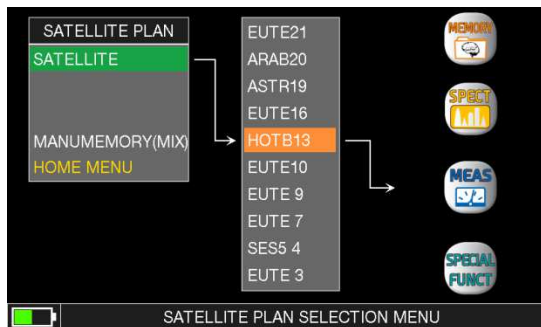 SATELLITE PLAN
SATELLITE
MANUMEMORY(MIX)
HOME MENU
EUTE21
ARAB20
ASTR19
EUTE16
HOTB13
EUTE10
EUTE 9
EUTE 7
SES5 4
EUTE 3
MEMORY
SPECT
MEAS
SPECIAL
FUNCT
SATELLITE PLAN SELECTION MENU